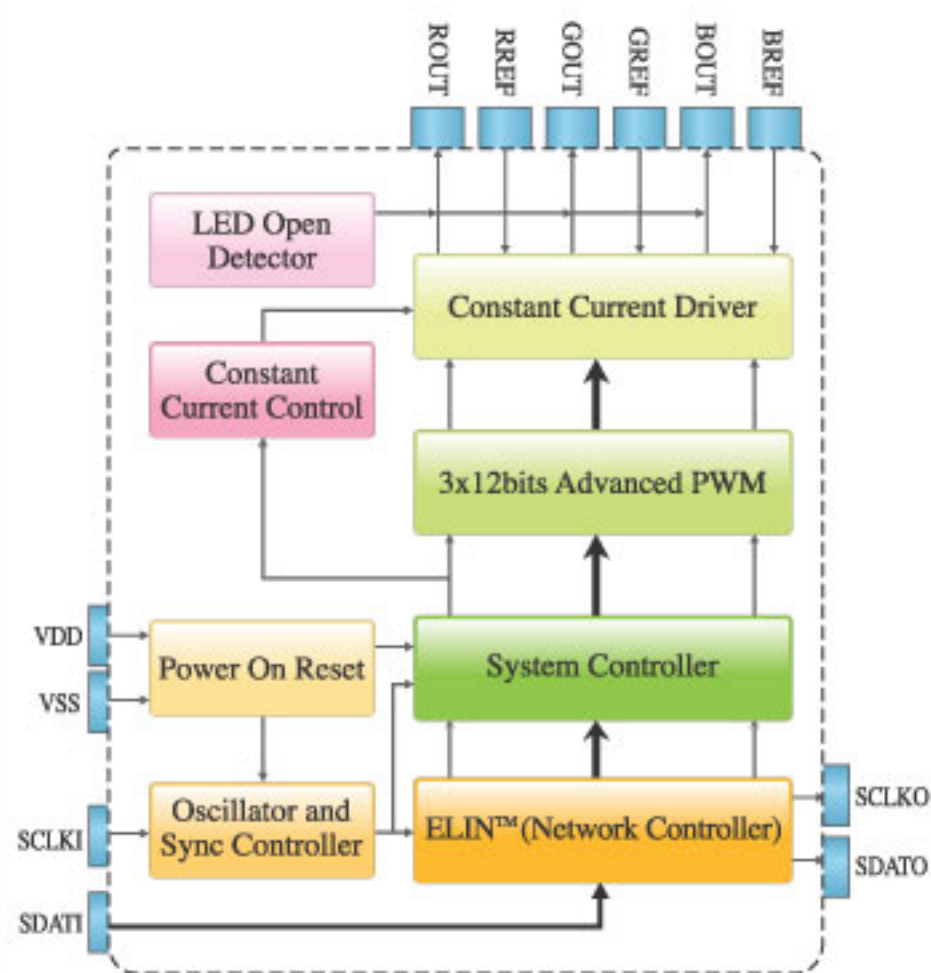 ROUT
RREF
GOUT
GREF
BOUT
BREF
LED Open
Detector
Constant Current Driver
Constant
Current Control
3x12bits Advanced PWM
VDD
Power On Reset
System Controller
VSS
SCLKI
Oscillator and
Sync Controller
ELIN™(Network Controller)
SCLKO
SDATO
SDATI